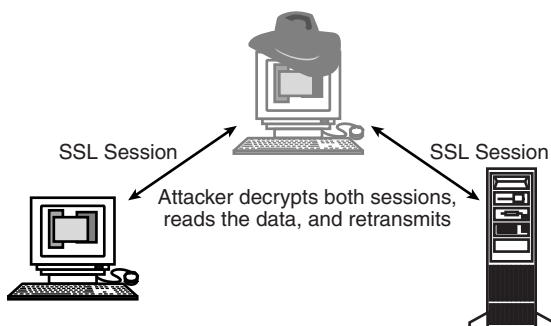 SSL Session
SSL Session
Attacker decrypts both sessions,
reads the data, and retransmits